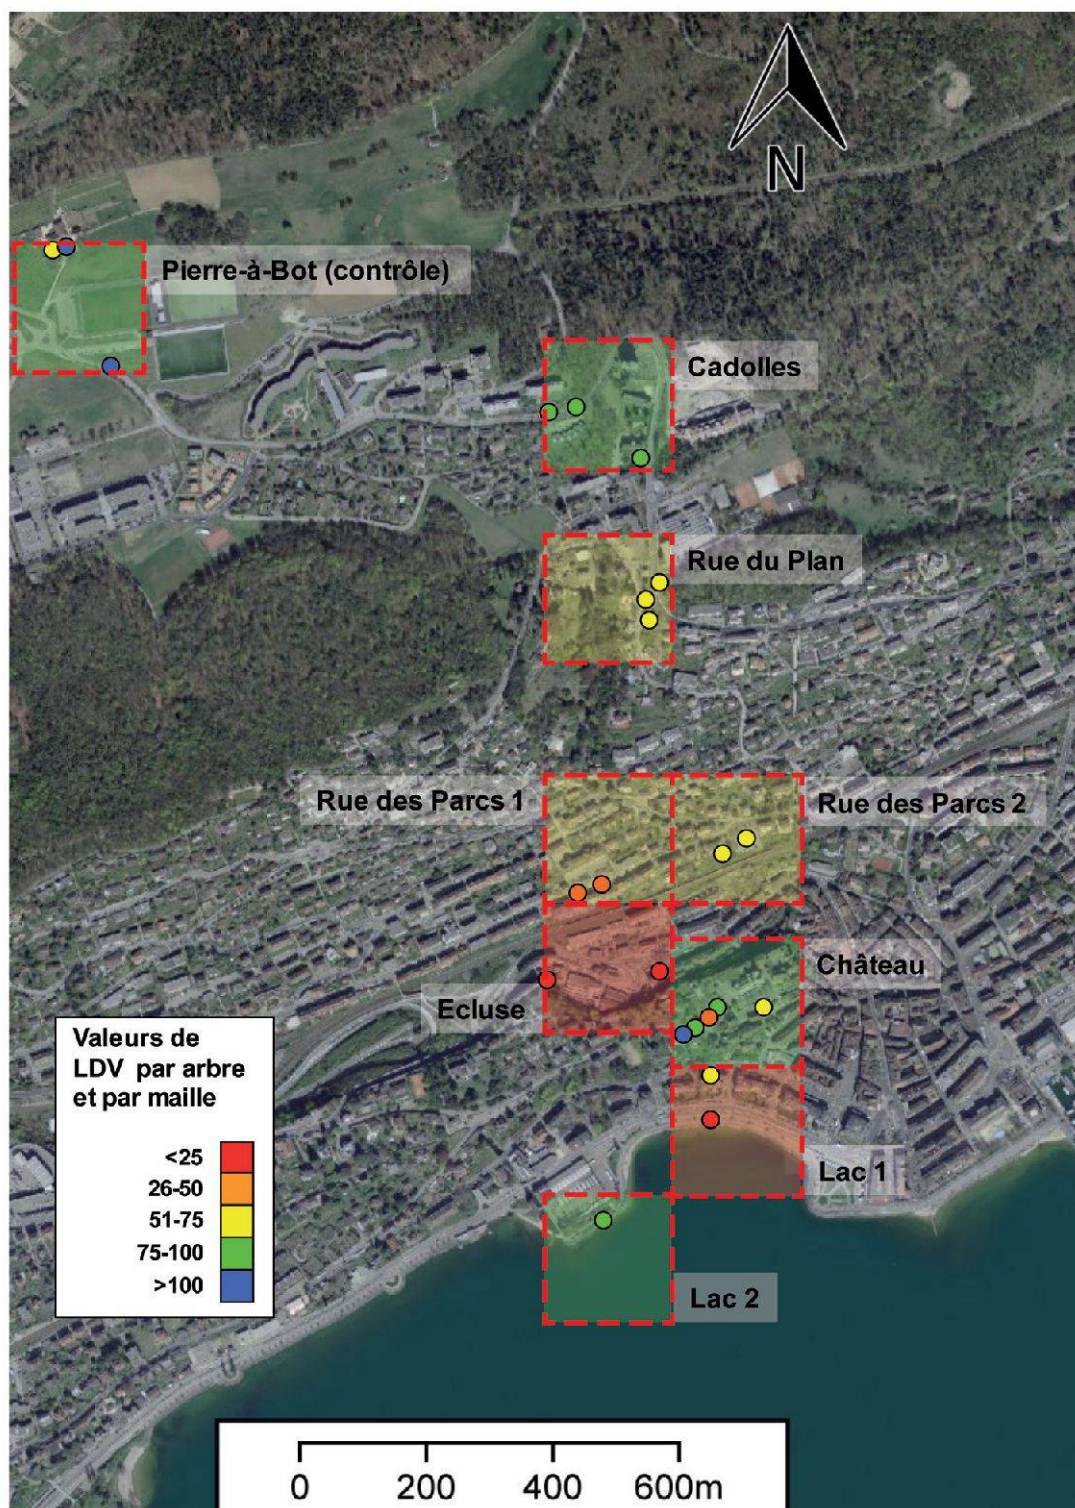 N
Pierre-à-Bot (contrôle)
Cadolles
Rue du Plan
Rue des Parcs 1
Rue des Parcs 2
Château
Ecluse
Valeurs de
LDV par arbre
et par maille
<25
26-50
51-75
75-100
>100
Lac 1
Lac 2
0 200 400 600m